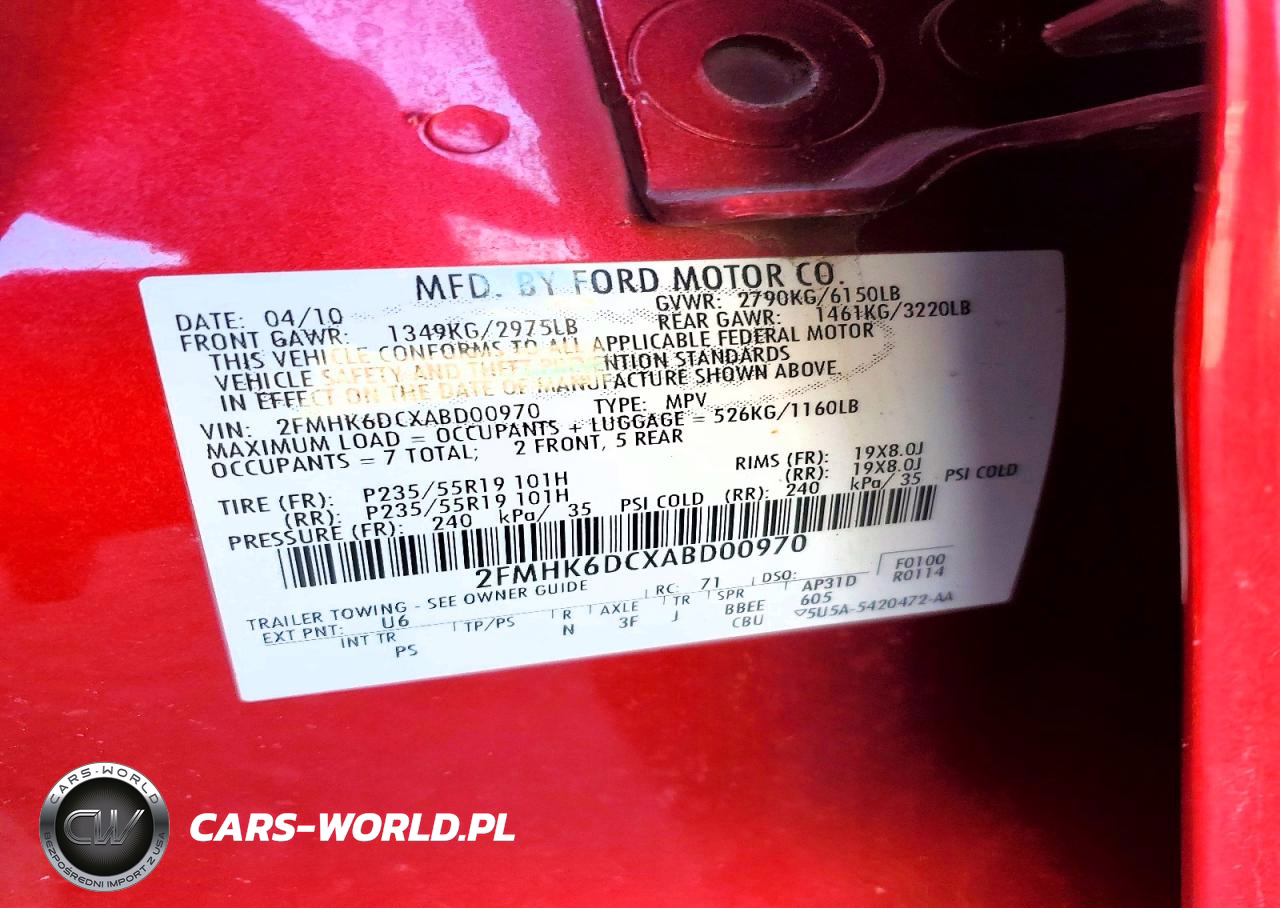 MFD. BY FORD MOTOR CO.
DATE: 04/10 GVWR: 2790KG/6150LB
FRONT GAWR: 1349KG/2975LB REAR GAWR: 1461KG/3220LB
THIS VEHICLE CONFORMS TO ALL APPLICABLE FEDERAL MOTOR
VEHICLE SAFETY AND THEFT PREVENTION STANDARDS
IN EFFECT ON THE DATE OF MANUFACTURE SHOWN ABOVE.
VIN: 2FMHK6DCXABD00970 TYPE: MPV
MAXIMUM LOAD = OCCUPANTS + LUGGAGE = 526KG/1160LB
OCCUPANTS = 7 TOTAL; 2 FRONT, 5 REAR
TIRE (FR): P235/55R19 101H RIMS (FR): 19X8.0J
(RR): P235/55R19 101H (RR): 19X8.0J
PRESSURE (FR): 240 kPa/ 35 PSI COLD (RR): 240 kPa/ 35 PSI COLD
2FMHK6DCXABD00970
TRAILER TOWING - SEE OWNER GUIDE
EXT PNT: U6 RC: 71 DSO: AP31D F0100
605 R0114
INT TR TP/PS R AXLE TR SPR
PS N 3F J BBEE
CBU
5U5A-5420472-AA
CARS-WORLD
CW
BEZPOŚREDNI IMPORT Z USA
CARS-WORLD.PL